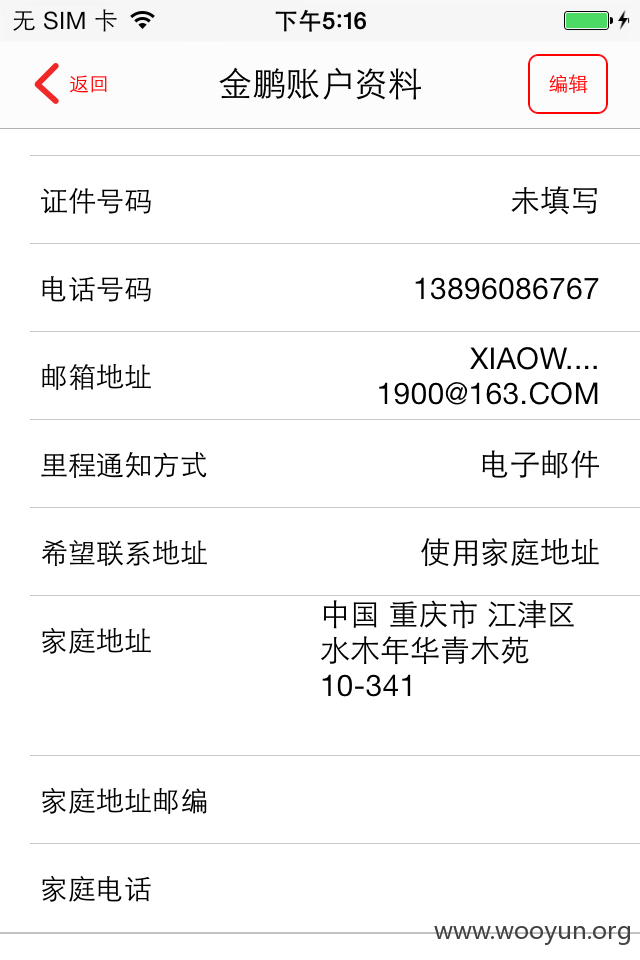 无 SIM 卡 下午5:16
返回 金鹏账户资料 编辑
证件号码 未填写
电话号码 13896086767
邮箱地址 XIAOW....
1900@163.COM
里程通知方式 电子邮件
希望联系地址 使用家庭地址
家庭地址 中国 重庆市 江津区
水木年华青木苑
10-341
家庭地址邮编
家庭电话
www.wooyun.org